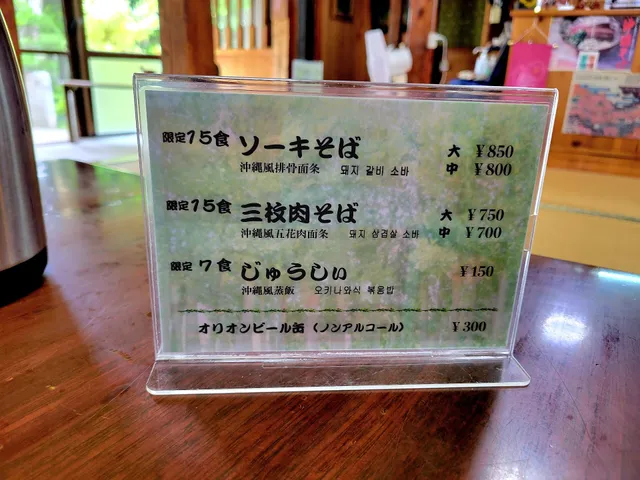 限定15食 ソーキそば 大 ¥850
沖縄風排骨面条 돼지 갈비 소바 中 ¥800
限定15食 三枚肉そば 大 ¥750
沖縄風五花肉面条 돼지 삼겹살 소바 中 ¥700
限定7食 じゅうしぃ ¥150
沖縄風蒸飯 오키나와식 볶음밥
オリオンビール缶（ノンアルコール） ¥300